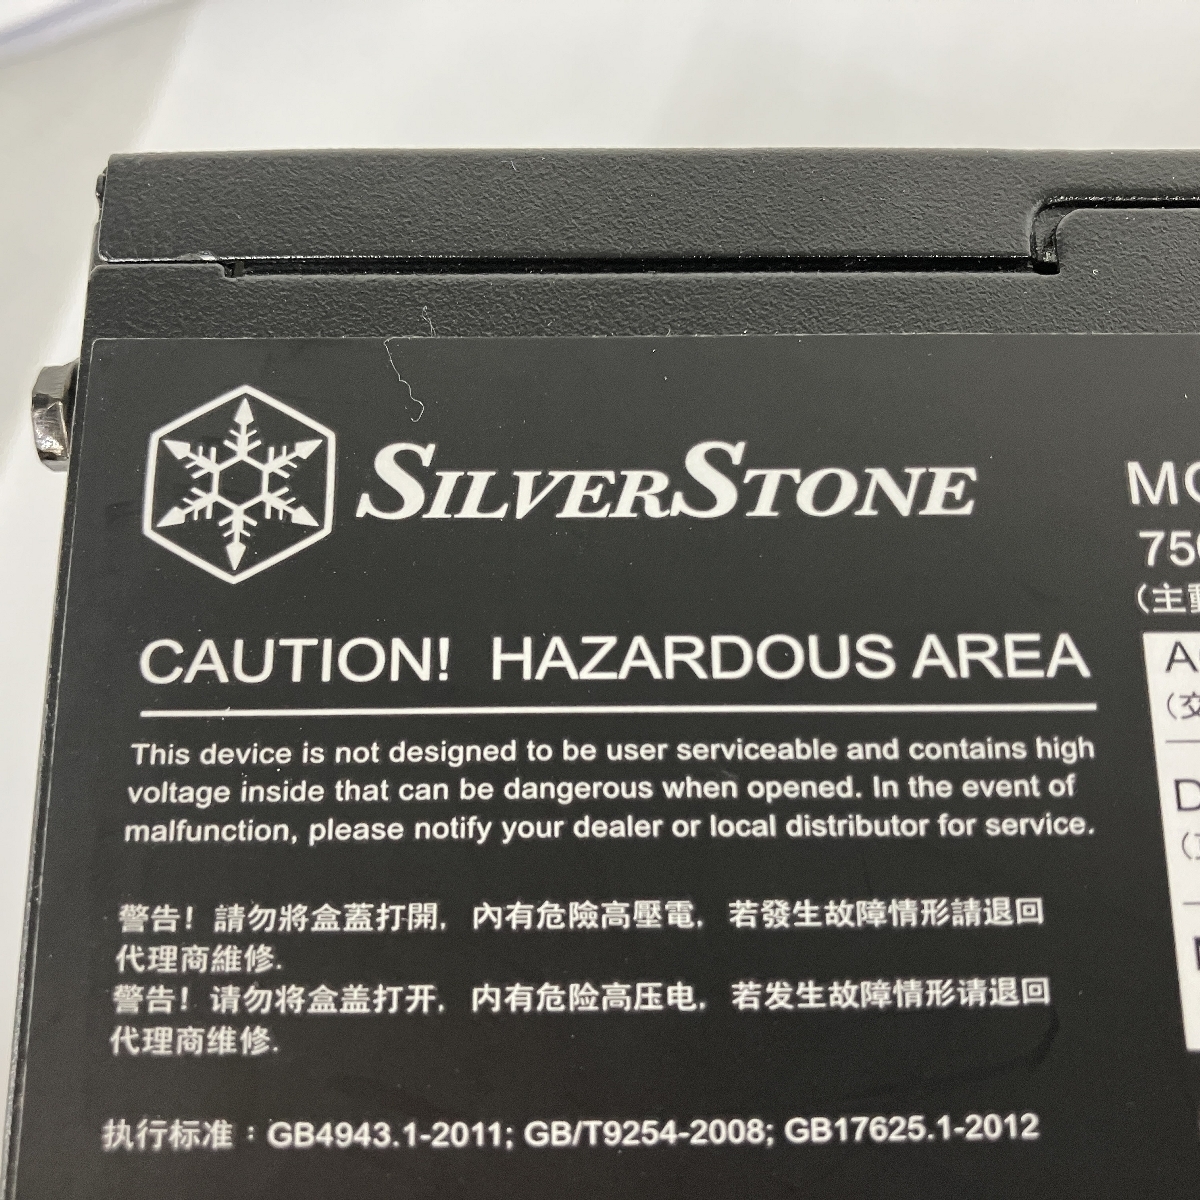 SILVERSTONE
CAUTION! HAZARDOUS AREA
This device is not designed to be user serviceable and contains high
voltage inside that can be dangerous when opened. In the event of
malfunction, please notify your dealer or local distributor for service.
警告! 請勿將盒蓋打開, 內有危險高壓電, 若發生故障情形請退回
代理商維修.
警告! 请勿将盒盖打开, 内有危险高压电, 若发生故障情形请退回
代理商维修.
执行标准:GB4943.1-2011; GB/T9254-2008; GB17625.1-2012